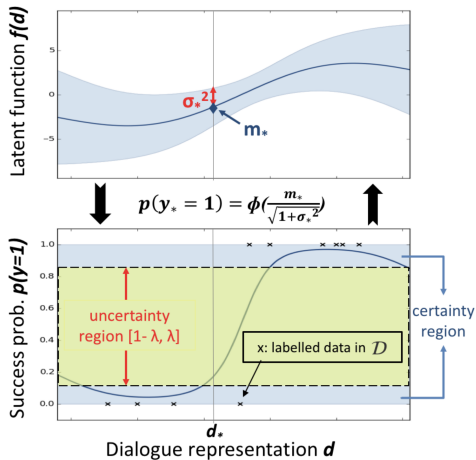 Latent function f(d)
5
0
−5
σ*²
m*
p(y* = 1) = ϕ(m* / √1+σ*²)
Success prob. p(y=1)
1.0
0.8
0.6
0.4
0.2
0.0
uncertainty
region [1- λ, λ]
x: labelled data in 𝒟
certainty
region
d*
Dialogue representation d